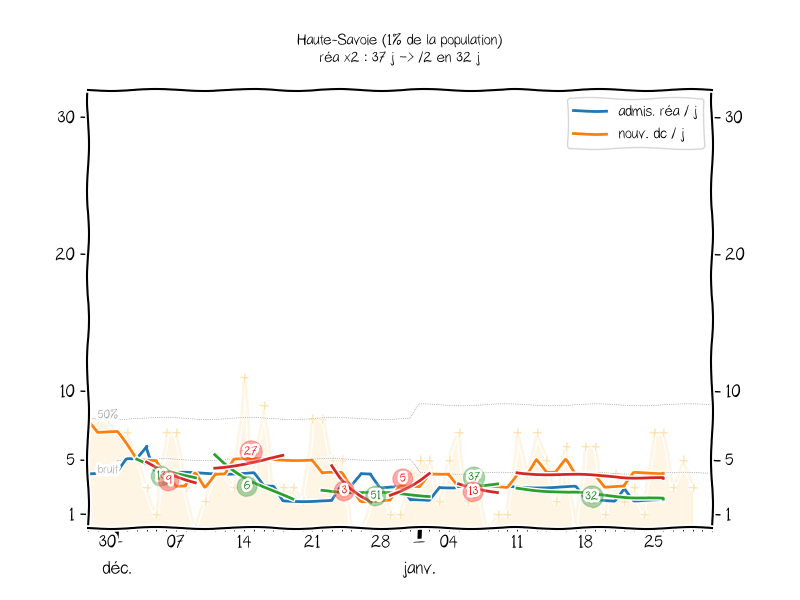 Haute-Savoie (1% de la population)
réa x2 : 37 j -> /2 en 32 j
admis. réa / j
nouv. dc / j
30 30
20 20
10 10
50%
5 5
bruit
27
9
6
3
51
5
37
13
32
1 1
30 07 14 21 28 04 11 18 25
déc. janv.